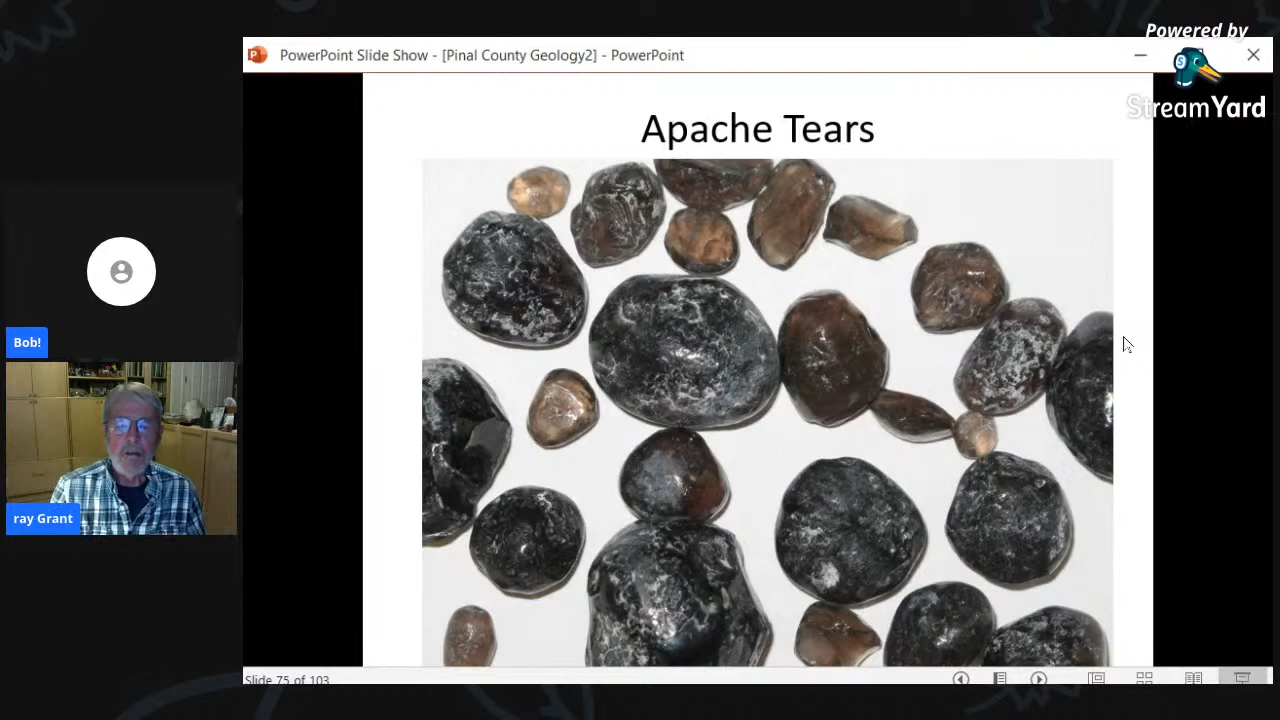 Powered by
StreamYard
PowerPoint Slide Show - [Pinal County Geology2] - PowerPoint
Apache Tears
Bob!
ray Grant
Slide 75 of 103